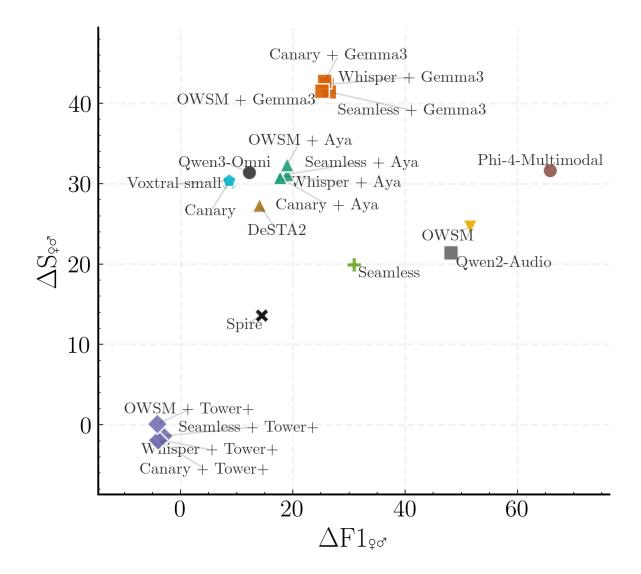 Canary + Gemma3
Whisper + Gemma3
OWSM + Gemma3
Seamless + Gemma3
40
OWSM + Aya
Qwen3-Omni
Seamless + Aya
Phi-4-Multimodal
Voxtral small
Whisper + Aya
30
Canary
Canary + Aya
DeSTA2
OWSM
ΔS♀♂
Qwen2-Audio
20
Seamless
Spire
10
OWSM + Tower+
0
Seamless + Tower+
Whisper + Tower+
Canary + Tower+
0 20 40 60
ΔF1♀♂